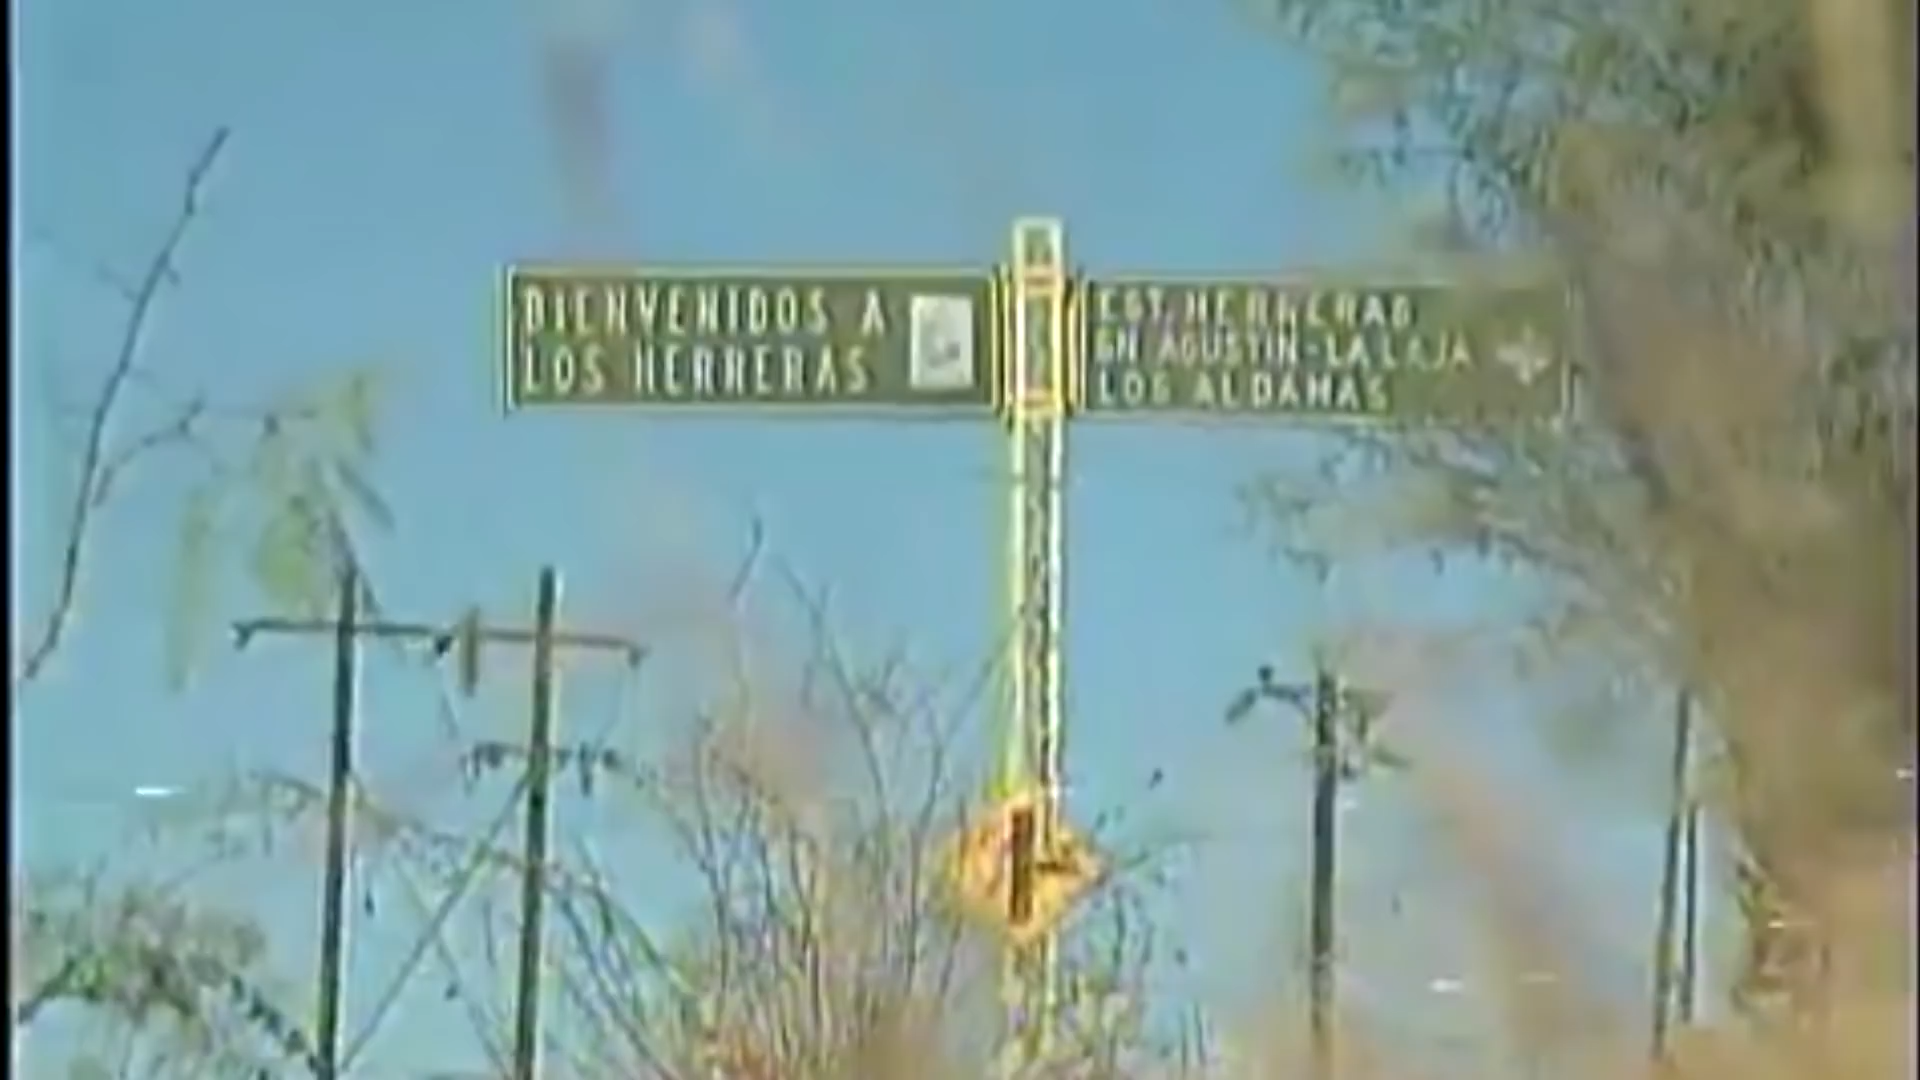 BIENVENIDOS A
LOS HERRERAS
EST. HERRERAS
SN AGUSTIN-LA LAJA
LOS ALDAMAS